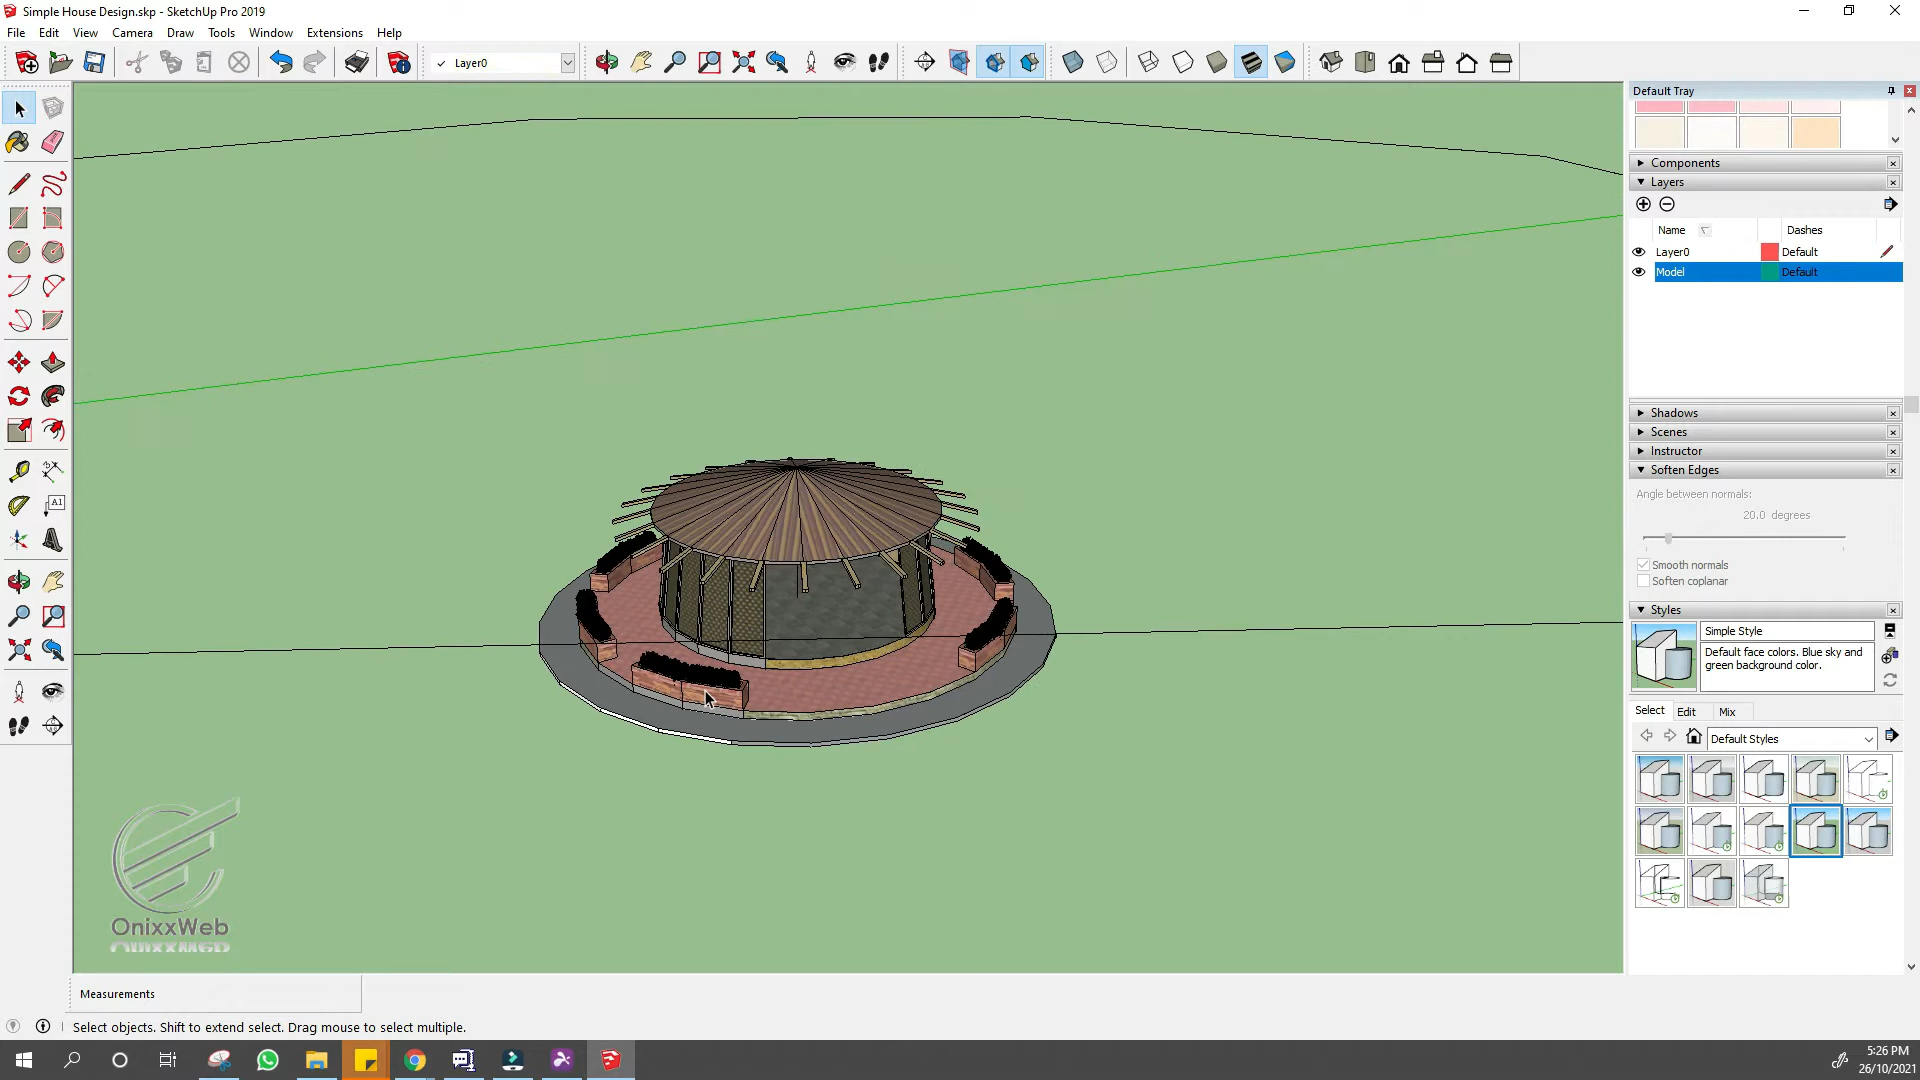 Simple House Design.skp - SketchUp Pro 2019
File Edit View Camera Draw Tools Window Extensions Help
Layer0
Default Tray
Components
Layers
Name Dashes
Layer0 Default
Model Default
Shadows
Scenes
Instructor
Soften Edges
Angle between normals:
20.0 degrees
Smooth normals
Soften coplanar
Styles
Simple Style
Default face colors. Blue sky and
green background color.
Select Edit Mix
Default Styles
OnixxWeb
Measurements
Select objects. Shift to extend select. Drag mouse to select multiple.
5:26 PM
26/10/2021